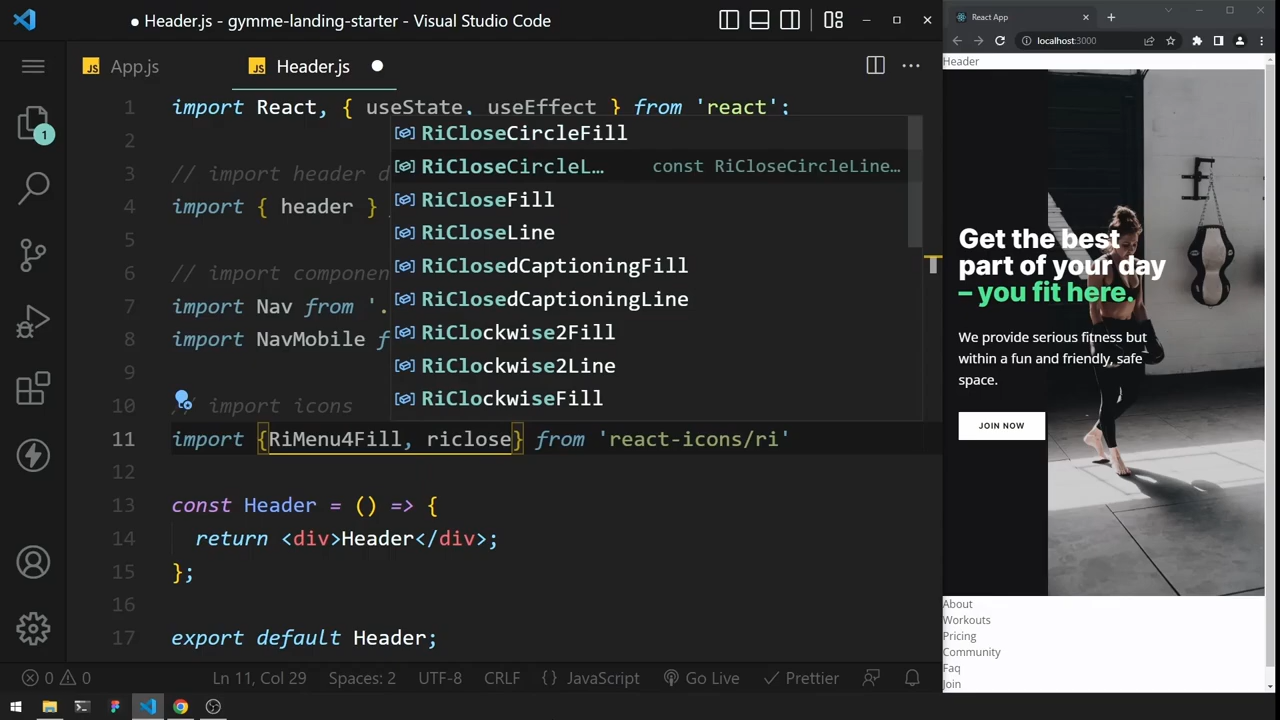 Header.js - gymme-landing-starter - Visual Studio Code
App.js
Header.js
1 import React, { useState, useEffect } from 'react';
2
3 // import header d
4 import { header }
5
6 // import componen
7 import Nav from '.
8 import NavMobile f
9
10 // import icons
11 import {RiMenu4Fill, riclose} from 'react-icons/ri'
12
13 const Header = () => {
14 return <div>Header</div>;
15 };
16
17 export default Header;
RiCloseCircleFill
RiCloseCircleL… const RiCloseCircleLine…
RiCloseFill
RiCloseLine
RiClosedCaptioningFill
RiClosedCaptioningLine
RiClockwise2Fill
RiClockwise2Line
RiClockwiseFill
1
0 0 Ln 11, Col 29 Spaces: 2 UTF-8 CRLF {} JavaScript Go Live Prettier
React App
localhost:3000
Header
Get the best
part of your day
– you fit here.
We provide serious fitness but
within a fun and friendly, safe
space.
JOIN NOW
About
Workouts
Pricing
Community
Faq
Join